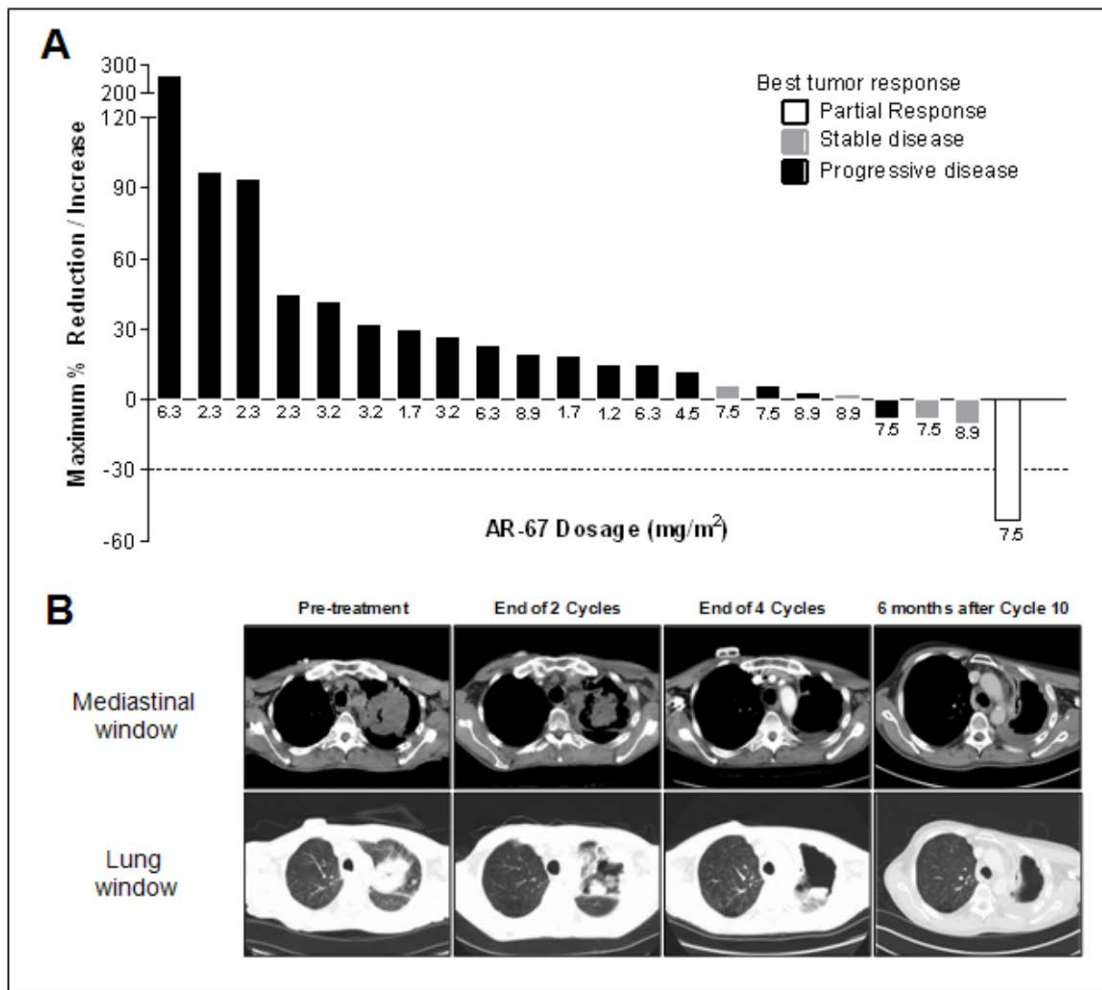 A
300
200
120
90
60
30
0
-30
-60
Maximum % Reduction / Increase
Best tumor response
Partial Response
Stable disease
Progressive disease
6.3 2.3 2.3 2.3 3.2 3.2 1.7 3.2 6.3 8.9 1.7 1.2 6.3 4.5 7.5 7.5 8.9 8.9 7.5 7.5 8.9 7.5
AR-67 Dosage (mg/m²)
B
Pre-treatment End of 2 Cycles End of 4 Cycles 6 months after Cycle 10
Mediastinal
window
Lung
window